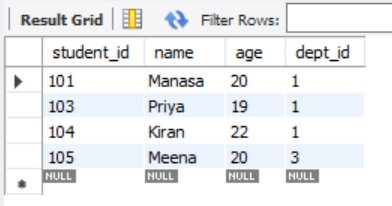 Result Grid Filter Rows:
student_id name age dept_id
101 Manasa 20 1
103 Priya 19 1
104 Kiran 22 1
105 Meena 20 3
NULL NULL NULL NULL